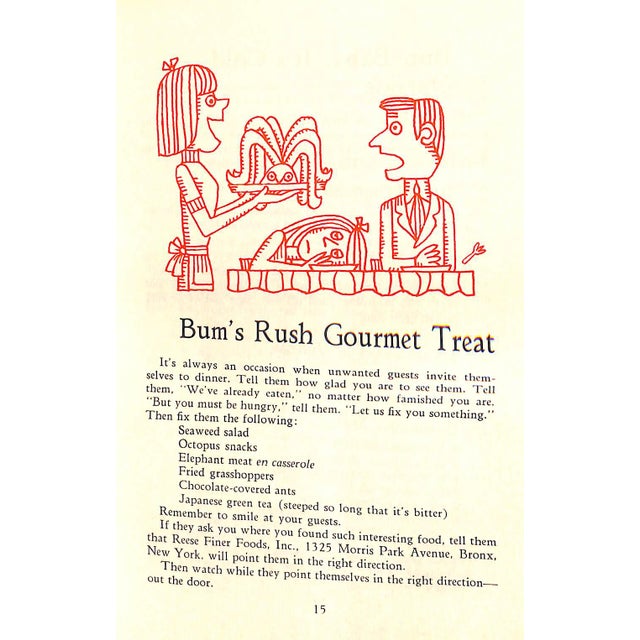 Bum's Rush Gourmet Treat
It's always an occasion when unwanted guests invite them-
selves to dinner. Tell them how glad you are to see them. Tell
them, "We've already eaten," no matter how famished you are.
"But you must be hungry," tell them. "Let us fix you something."
Then fix them the following:
Seaweed salad
Octopus snacks
Elephant meat en casserole
Fried grasshoppers
Chocolate-covered ants
Japanese green tea (steeped so long that it's bitter)
Remember to smile at your guests.
If they ask you where you found such interesting food, tell them
that Reese Finer Foods, Inc., 1325 Morris Park Avenue, Bronx,
New York, will point them in the right direction.
Then watch while they point themselves in the right direction—
out the door.
15